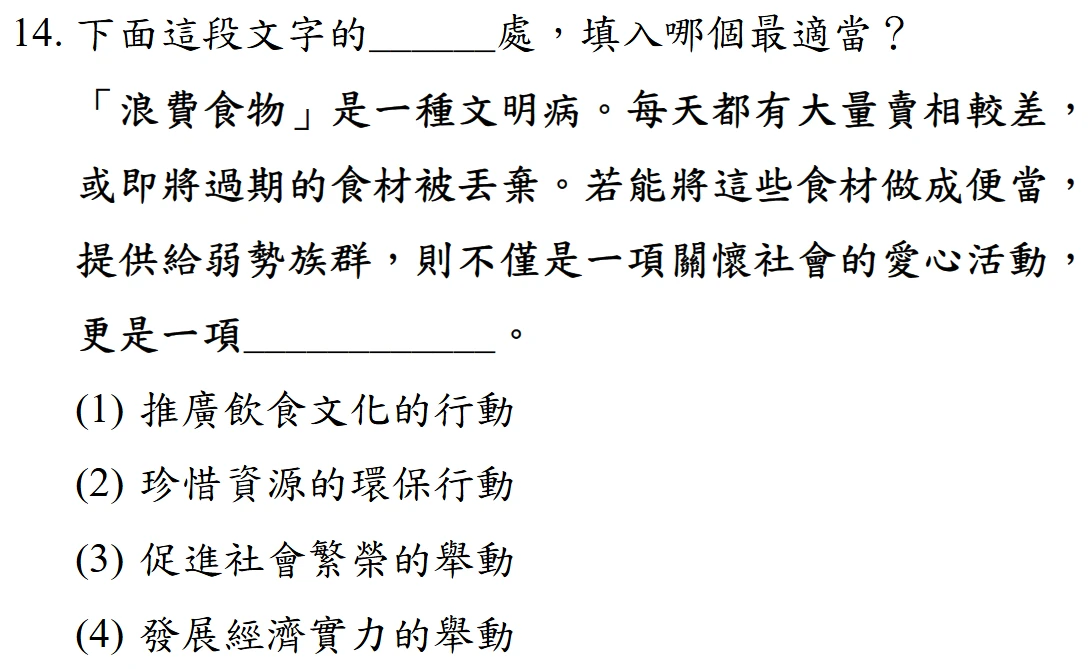 14. 下面這段文字的______處，填入哪個最適當？
「浪費食物」是一種文明病。每天都有大量賣相較差，
或即將過期的食材被丟棄。若能將這些食材做成便當，
提供給弱勢族群，則不僅是一項關懷社會的愛心活動，
更是一項____________。
(1) 推廣飲食文化的行動
(2) 珍惜資源的環保行動
(3) 促進社會繁榮的舉動
(4) 發展經濟實力的舉動